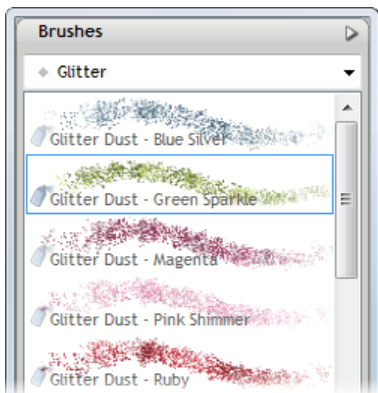 Brushes
Glitter
Glitter Dust - Blue Silver
Glitter Dust - Green Sparkle
Glitter Dust - Magenta
Glitter Dust - Pink Shimmer
Glitter Dust - Ruby